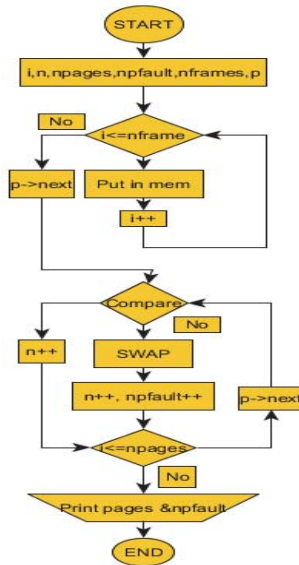 START
i,n,npages,npfault,nframes,p
No
i<=nframe
p->next
Put in mem
i++
Compare
No
n++
SWAP
n++, npfault++
p->next
i<=npages
No
Print pages &npfault
END